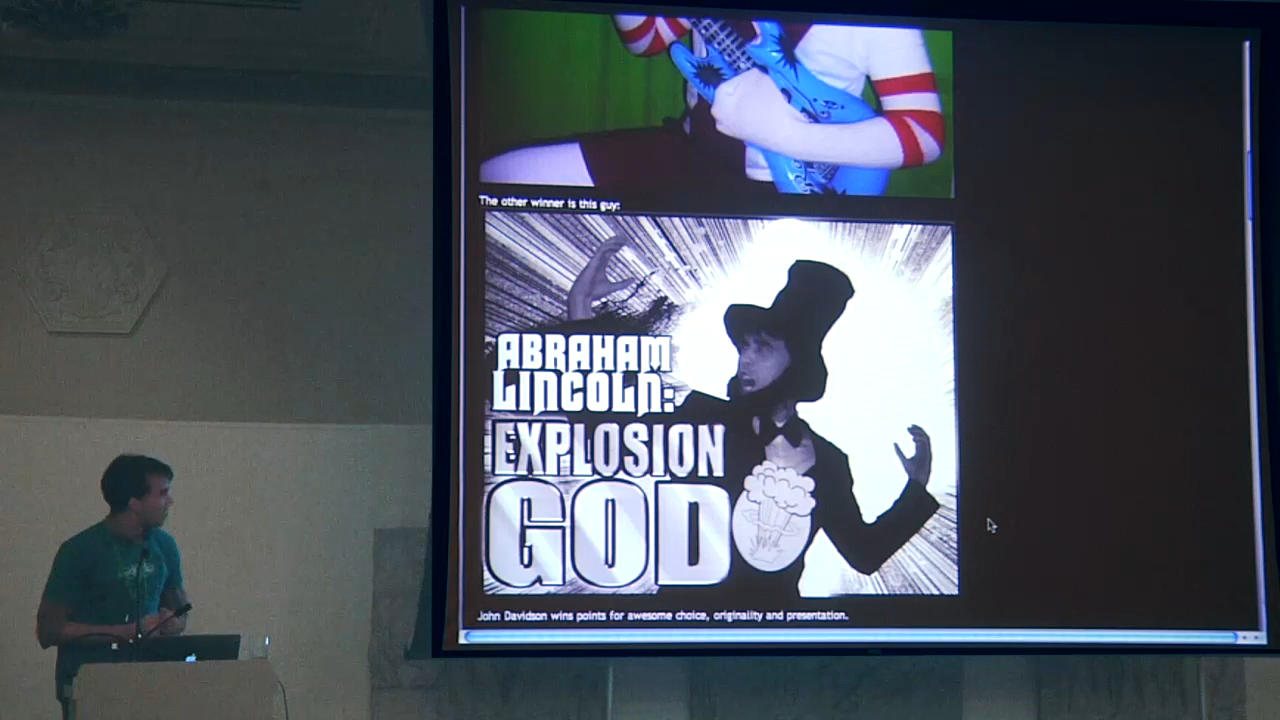 The other winner is this guy:
ABRAHAM
LINCOLN:
EXPLOSION
GOD
John Davidson wins points for awesome choice, originality and presentation.